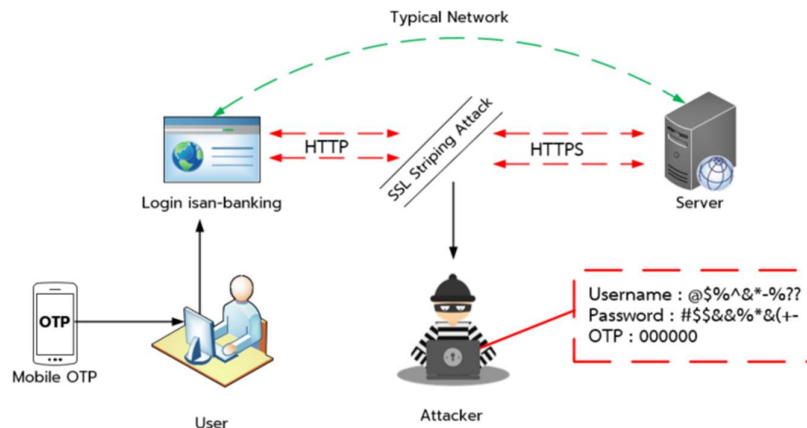 Typical Network
HTTP
SSL Striping Attack
HTTPS
Login isan-banking
Server
OTP
Mobile OTP
User
Attacker
Username : @$%^&*-%??
Password : #$$&&%*&(+-
OTP : 000000